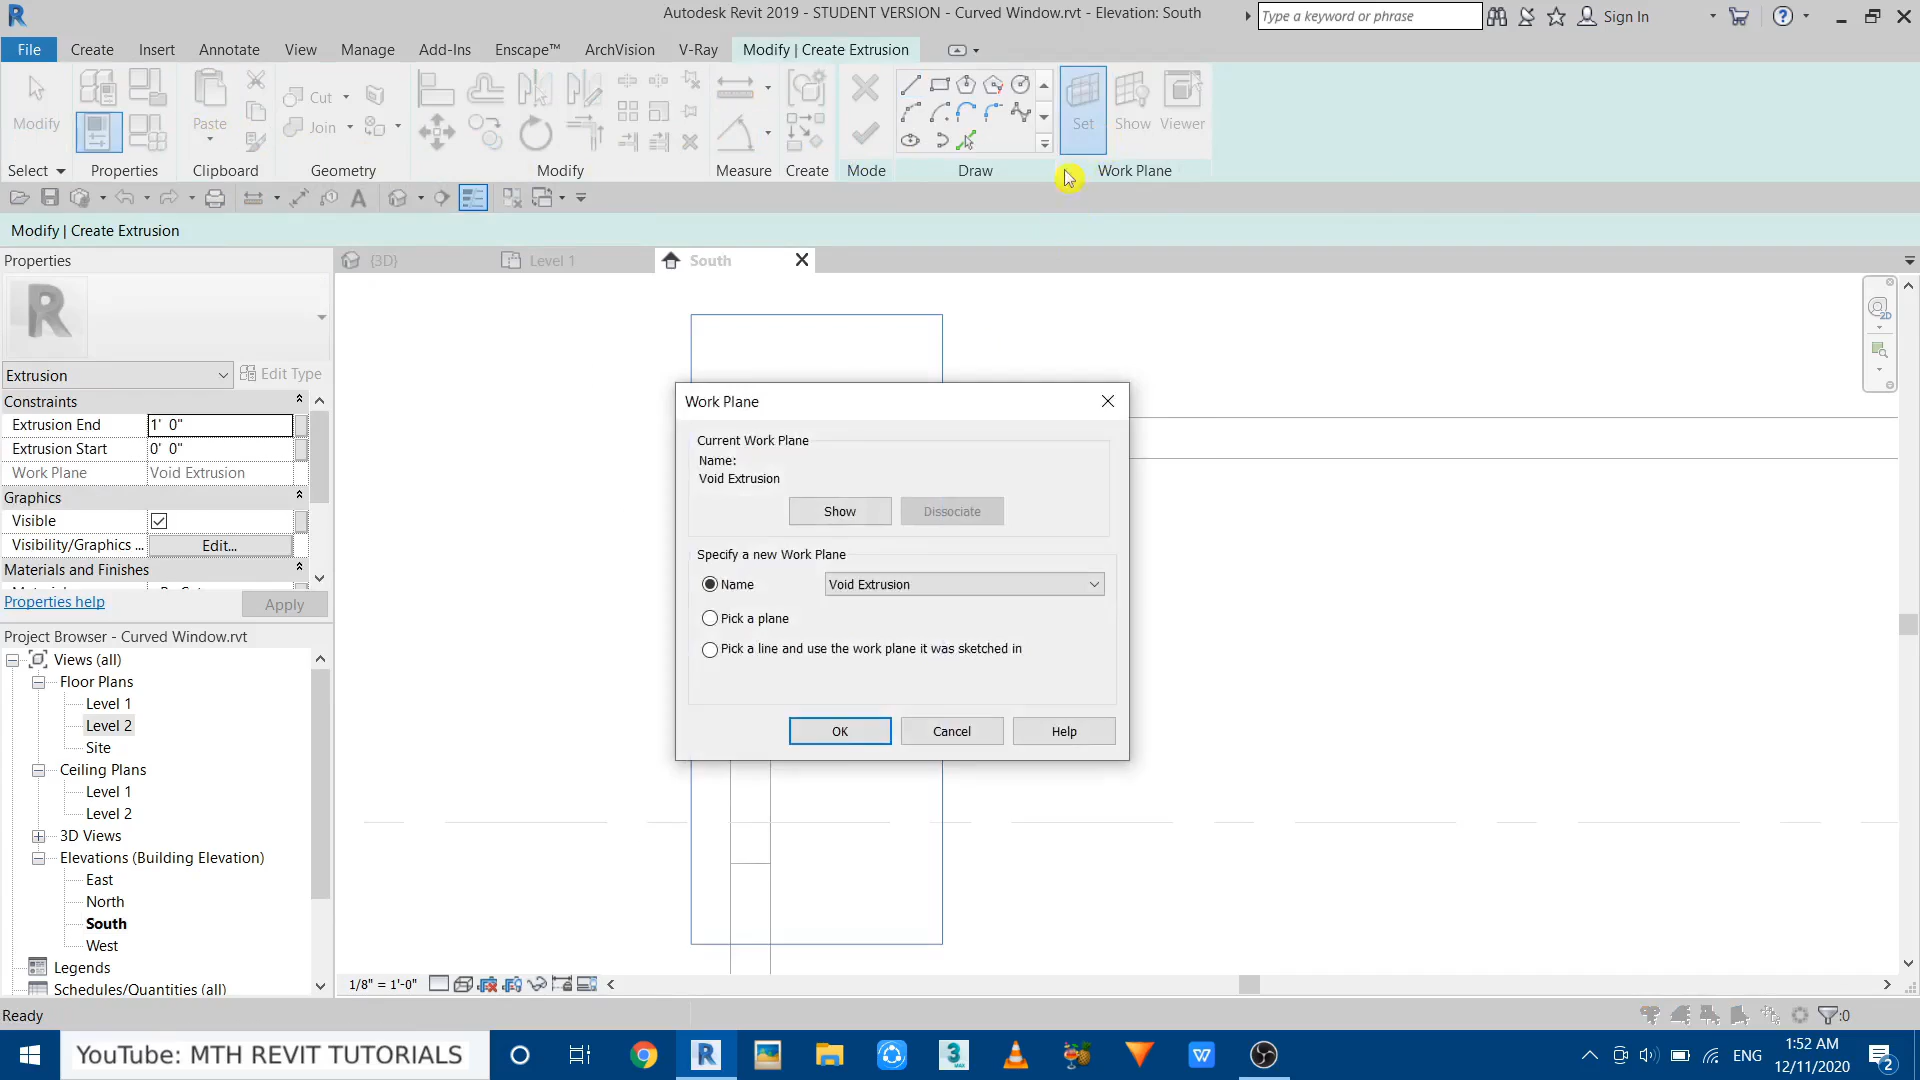 Autodesk Revit 2019 - STUDENT VERSION - Curved Window.rvt - Elevation: South
Type a keyword or phrase
Sign In
File Create Insert Annotate View Manage Add-Ins Enscape™ ArchVision V-Ray Modify | Create Extrusion
Modify
Paste
Cut
Join
Set Show Viewer
Select Properties Clipboard Geometry Modify Measure Create Mode Draw Work Plane
Modify | Create Extrusion
Properties
{3D} Level 1 South
Extrusion Edit Type
Constraints
Extrusion End 1' 0"
Extrusion Start 0' 0"
Work Plane Void Extrusion
Graphics
Visible
Visibility/Graphics ... Edit...
Materials and Finishes
Properties help Apply
Project Browser - Curved Window.rvt
Views (all)
Floor Plans
Level 1
Level 2
Site
Ceiling Plans
Level 1
Level 2
3D Views
Elevations (Building Elevation)
East
North
South
West
Legends
Schedules/Quantities (all)
Work Plane
Current Work Plane
Name:
Void Extrusion
Show Dissociate
Specify a new Work Plane
Name Void Extrusion
Pick a plane
Pick a line and use the work plane it was sketched in
OK Cancel Help
1/8" = 1'-0"
Ready
:0
YouTube: MTH REVIT TUTORIALS
ENG
1:52 AM
12/11/2020
2